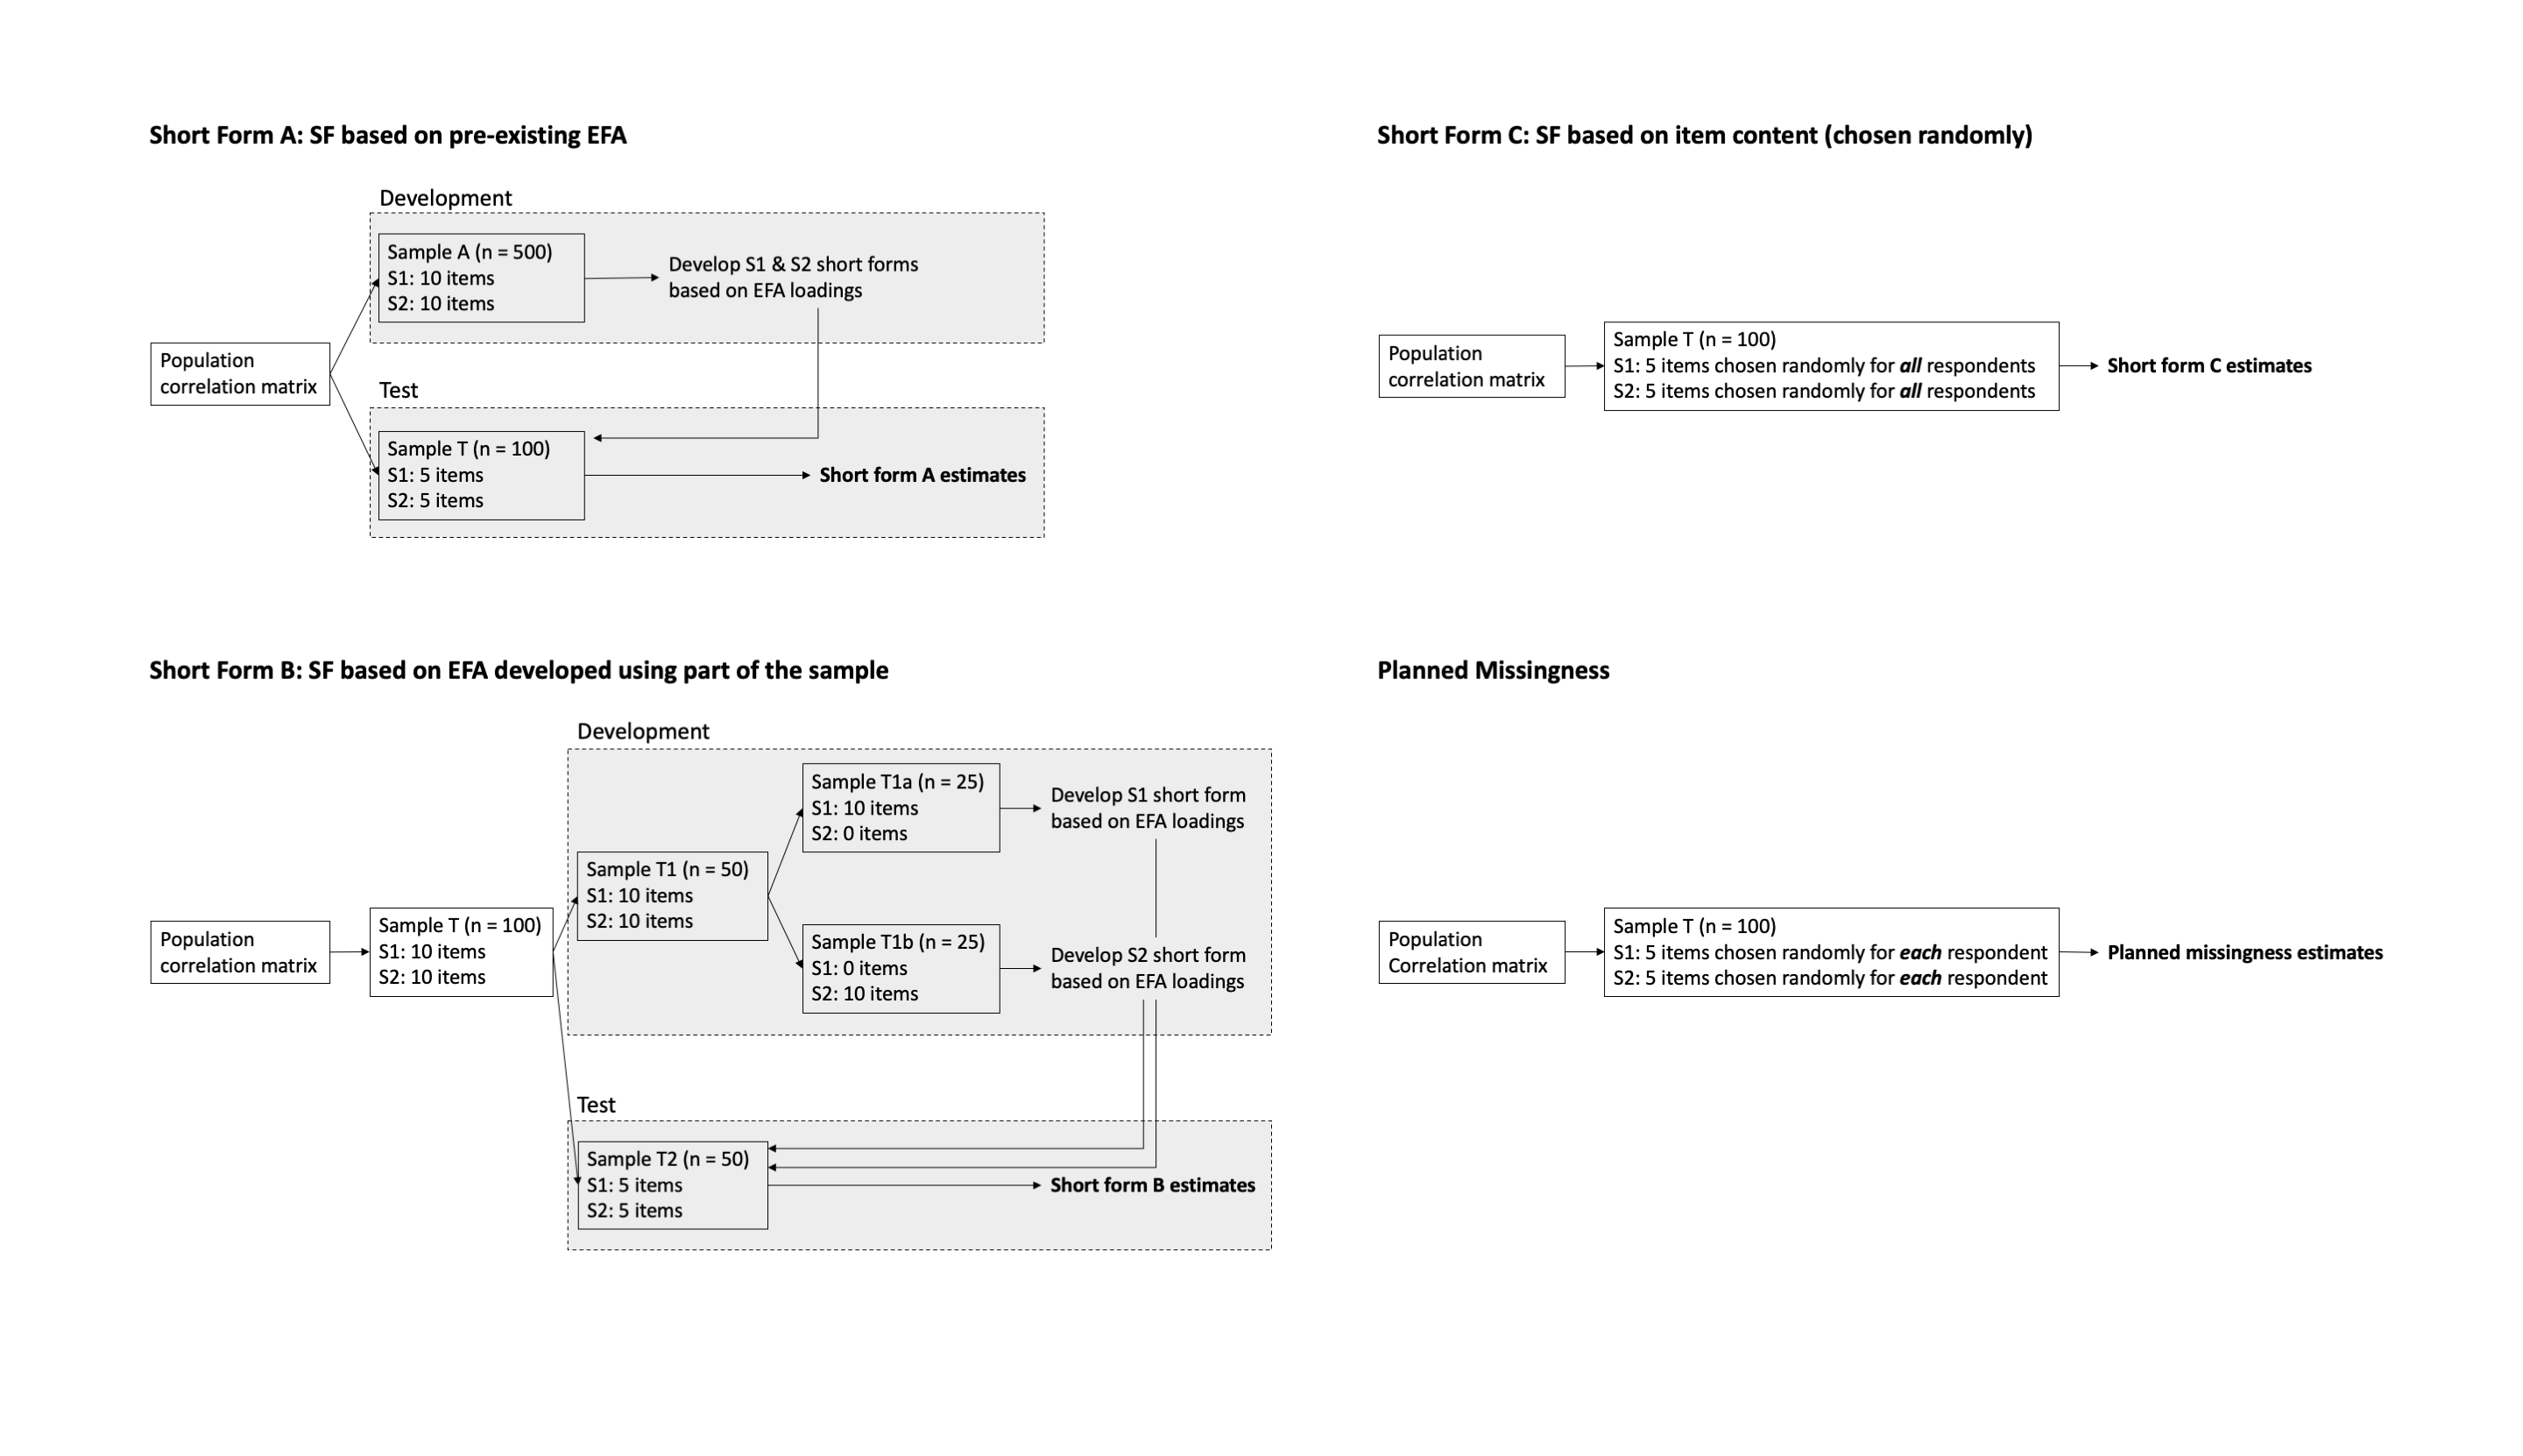 Short Form A: SF based on pre-existing EFA
Development
Sample A (n = 500)
S1: 10 items
S2: 10 items
Develop S1 & S2 short forms
based on EFA loadings
Population
correlation matrix
Test
Sample T (n = 100)
S1: 5 items
S2: 5 items
Short form A estimates
Short Form C: SF based on item content (chosen randomly)
Population
correlation matrix
Sample T (n = 100)
S1: 5 items chosen randomly for all respondents
S2: 5 items chosen randomly for all respondents
Short form C estimates
Short Form B: SF based on EFA developed using part of the sample
Development
Population
correlation matrix
Sample T (n = 100)
S1: 10 items
S2: 10 items
Sample T1 (n = 50)
S1: 10 items
S2: 10 items
Sample T1a (n = 25)
S1: 10 items
S2: 0 items
Develop S1 short form
based on EFA loadings
Sample T1b (n = 25)
S1: 0 items
S2: 10 items
Develop S2 short form
based on EFA loadings
Test
Sample T2 (n = 50)
S1: 5 items
S2: 5 items
Short form B estimates
Planned Missingness
Population
Correlation matrix
Sample T (n = 100)
S1: 5 items chosen randomly for each respondent
S2: 5 items chosen randomly for each respondent
Planned missingness estimates